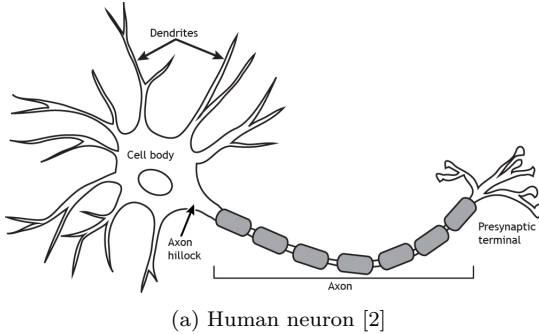 Dendrites
Cell body
Axon
hillock
Presynaptic
terminal
Axon
(a) Human neuron [2]